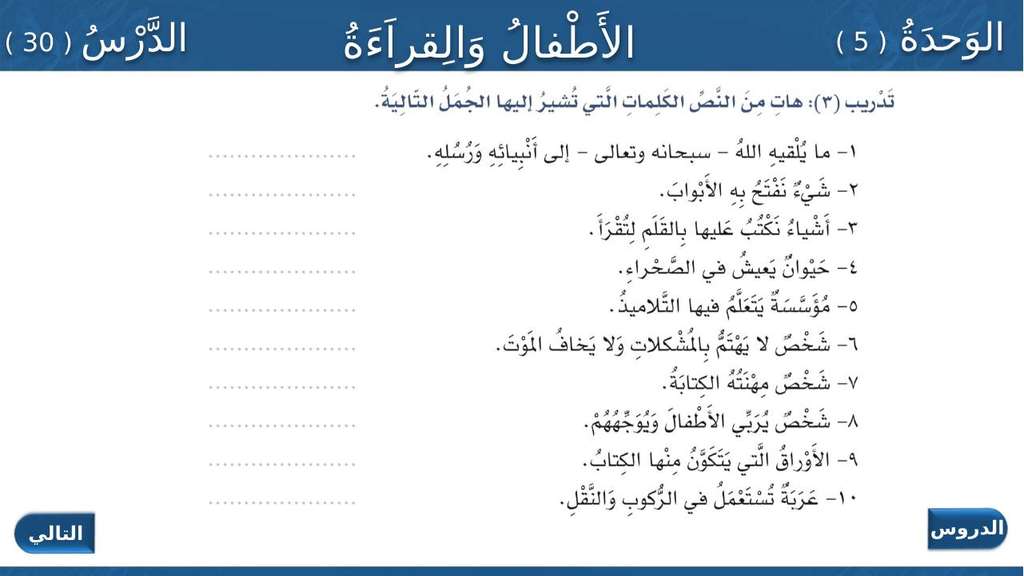 الوَحدَةُ ( 5 )
الأَطْفالُ وَالِقراَءَةُ
الدَّرْسُ ( 30 )
تَدْريب (٣): هاتِ مِنَ النَّصِّ الكَلِماتِ الَّتي تُشيرُ إليها الجُمَلُ التّالِيَةُ.
١- ما يُلْقيهِ اللهُ - سبحانه وتعالى - إلى أَنْبِيائِهِ وَرُسُلِهِ. .....................
٢- شَيْءٌ نَفْتَحُ بِهِ الأَبْوابَ. .....................
٣- أَشْياءُ نَكْتُبُ عَليها بِالقَلَمِ لِتُقْرَأَ. .....................
٤- حَيْوانٌ يَعيشُ في الصَّحْراءِ. .....................
٥- مُؤَسَّسَةٌ يَتَعَلَّمُ فيها التَّلاميذُ. .....................
٦- شَخْصٌ لا يَهْتَمُّ بِالمُشْكلاتِ وَلا يَخافُ المَوْتَ. .....................
٧- شَخْصٌ مِهْنَتُهُ الكِتابَةُ. .....................
٨- شَخْصٌ يُرَبِّي الأَطْفالَ وَيُوَجِّهُهُمْ. .....................
٩- الأَوْراقُ الَّتي يَتَكَوَّنُ مِنْها الكِتابُ. .....................
١٠- عَرَبَةٌ تُسْتَعْمَلُ في الرُّكوبِ وَالنَّقْلِ. .....................
الدروس
التالي